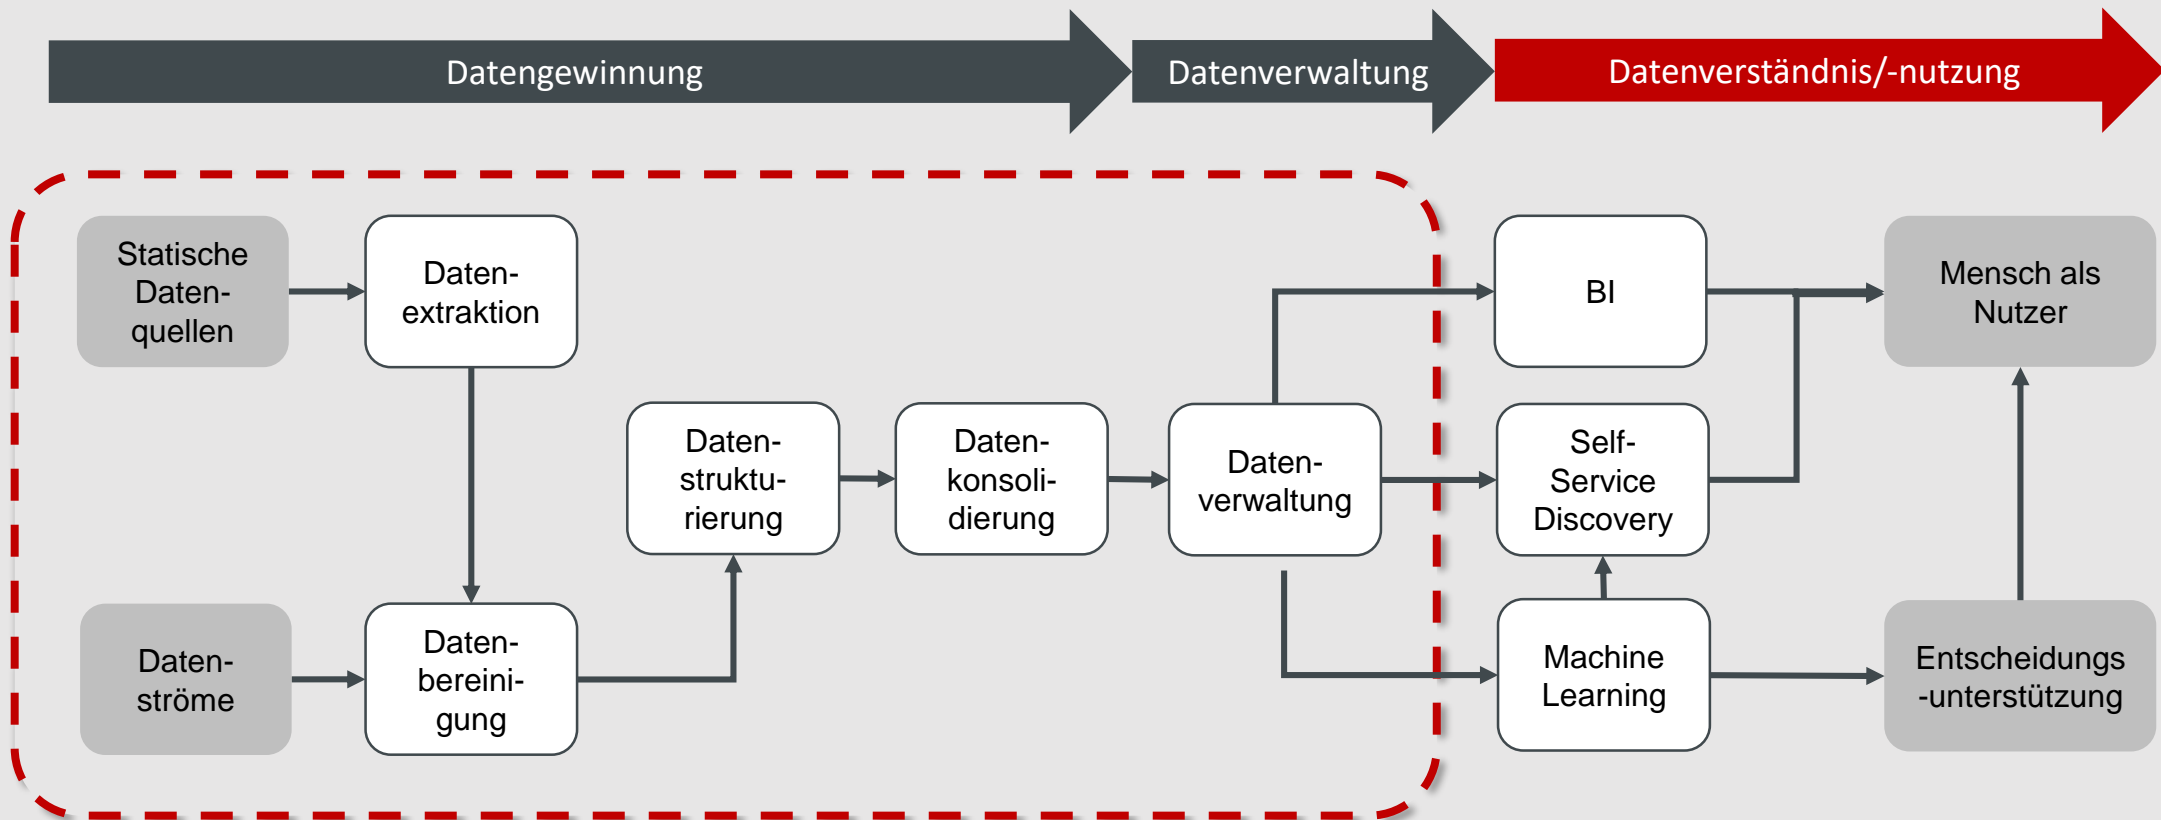 Datengewinnung
Datenverwaltung
Datenverständnis/-nutzung
Statische
Daten-
quellen
Daten-
extraktion
BI
Mensch als
Nutzer
Daten-
struktu-
rierung
Daten-
konsoli-
dierung
Daten-
verwaltung
Self-
Service
Discovery
Daten-
ströme
Daten-
bereini-
gung
Machine
Learning
Entscheidungs
-unterstützung